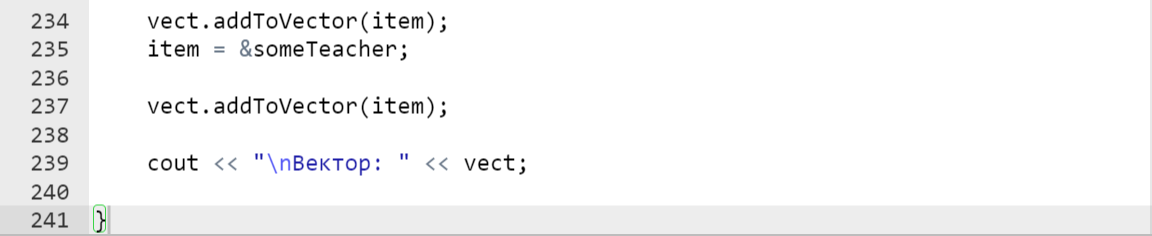 234 vect.addToVector(item);
235 item = &someTeacher;
236
237 vect.addToVector(item);
238
239 cout << "\nВектор: " << vect;
240
241 }